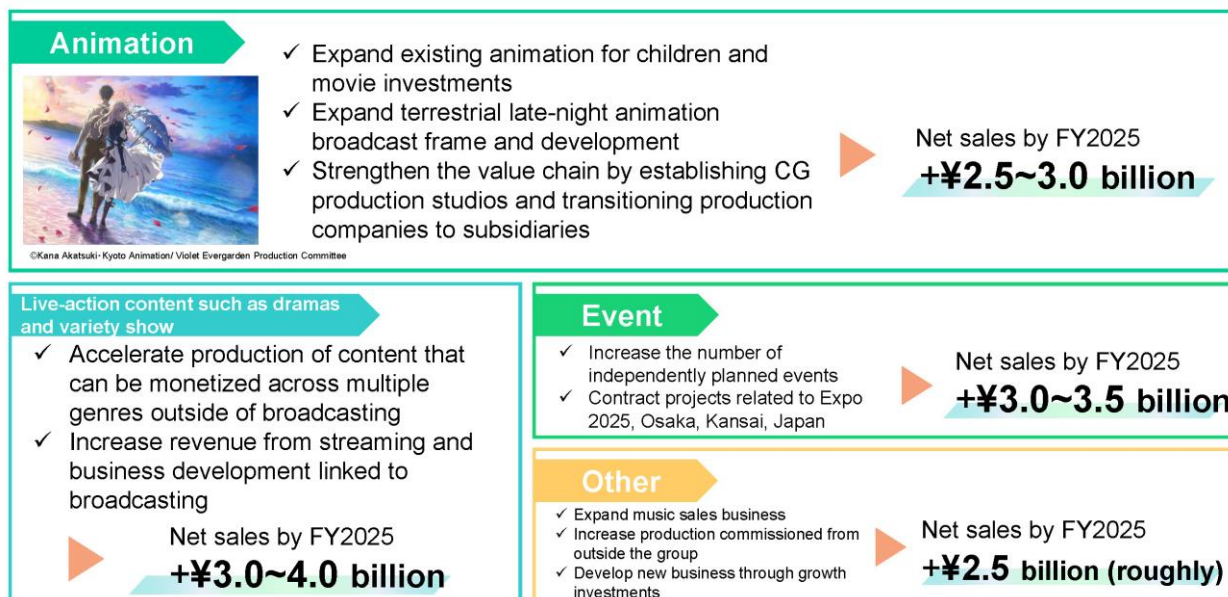 Animation
✓ Expand existing animation for children and
movie investments
✓ Expand terrestrial late-night animation
broadcast frame and development
✓ Strengthen the value chain by establishing CG
production studios and transitioning production
companies to subsidiaries
Net sales by FY2025
+¥2.5~3.0 billion
©Kana Akatsuki・Kyoto Animation/ Violet Evergarden Production Committee
Live-action content such as dramas
and variety show
✓ Accelerate production of content that
can be monetized across multiple
genres outside of broadcasting
✓ Increase revenue from streaming and
business development linked to
broadcasting
Net sales by FY2025
+¥3.0~4.0 billion
Event
✓ Increase the number of
independently planned events
✓ Contract projects related to Expo
2025, Osaka, Kansai, Japan
Net sales by FY2025
+¥3.0~3.5 billion
Other
✓ Expand music sales business
✓ Increase production commissioned from
outside the group
✓ Develop new business through growth
investments
Net sales by FY2025
+¥2.5 billion (roughly)